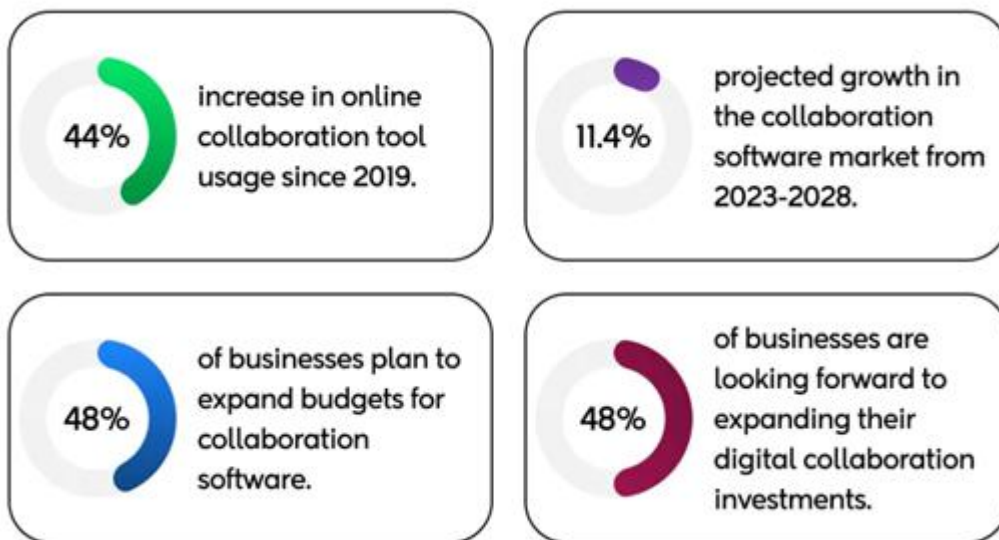 44%
increase in online
collaboration tool
usage since 2019.
11.4%
projected growth in
the collaboration
software market from
2023-2028.
48%
of businesses plan to
expand budgets for
collaboration
software.
48%
of businesses are
looking forward to
expanding their
digital collaboration
investments.